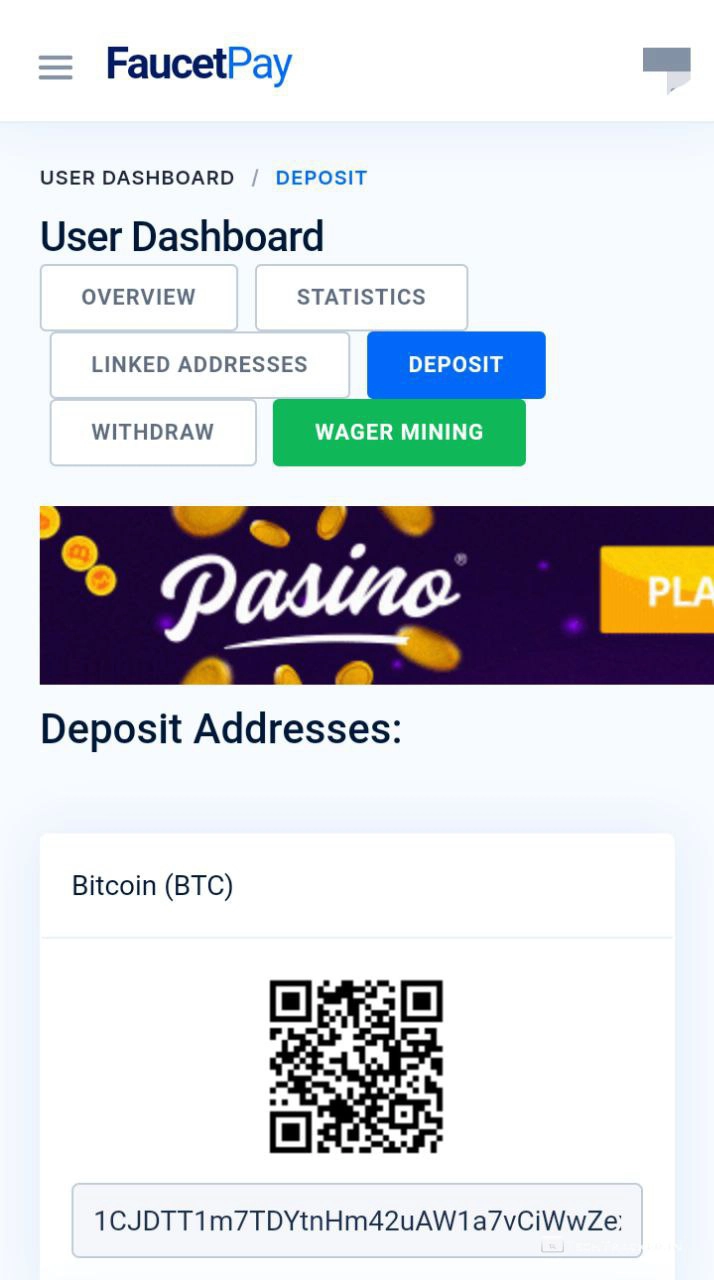 FaucetPay
USER DASHBOARD / DEPOSIT
User Dashboard
OVERVIEW STATISTICS
LINKED ADDRESSES DEPOSIT
WITHDRAW WAGER MINING
Pasino®
PLA
Deposit Addresses:
Bitcoin (BTC)
1CJDTT1m7TDYtnHm42uAW1a7vCiWwZe